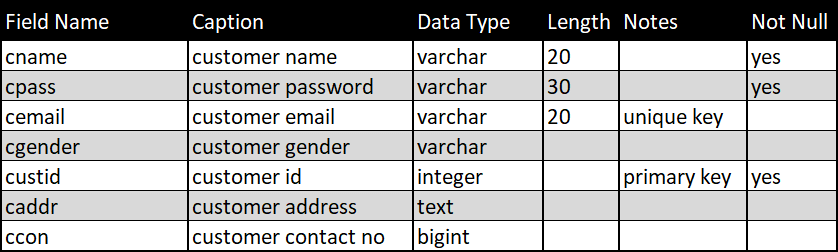 Field Name Caption Data Type Length Notes Not Null
cname customer name varchar 20 yes
cpass customer password varchar 30 yes
cemail customer email varchar 20 unique key
cgender customer gender varchar
custid customer id integer primary key yes
caddr customer address text
ccon customer contact no bigint